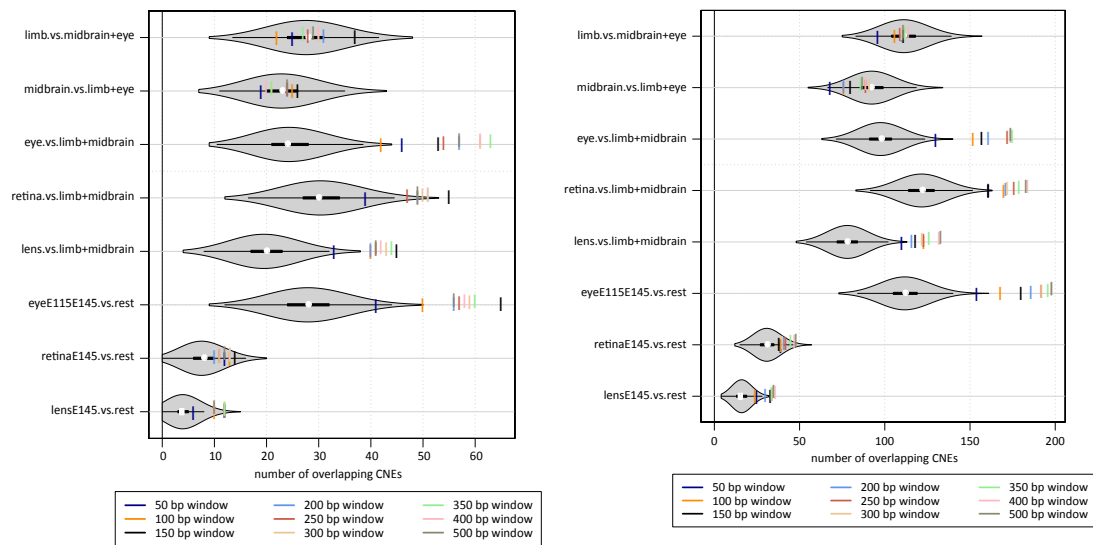 limb.vs.midbrain+eye
midbrain.vs.limb+eye
eye.vs.limb+midbrain
retina.vs.limb+midbrain
lens.vs.limb+midbrain
eyeE115E145.vs.rest
retinaE145.vs.rest
lensE145.vs.rest
0 10 20 30 40 50 60
number of overlapping CNEs
50 bp window 200 bp window 350 bp window
100 bp window 250 bp window 400 bp window
150 bp window 300 bp window 500 bp window
limb.vs.midbrain+eye
midbrain.vs.limb+eye
eye.vs.limb+midbrain
retina.vs.limb+midbrain
lens.vs.limb+midbrain
eyeE115E145.vs.rest
retinaE145.vs.rest
lensE145.vs.rest
0 50 100 150 200
number of overlapping CNEs
50 bp window 200 bp window 350 bp window
100 bp window 250 bp window 400 bp window
150 bp window 300 bp window 500 bp window